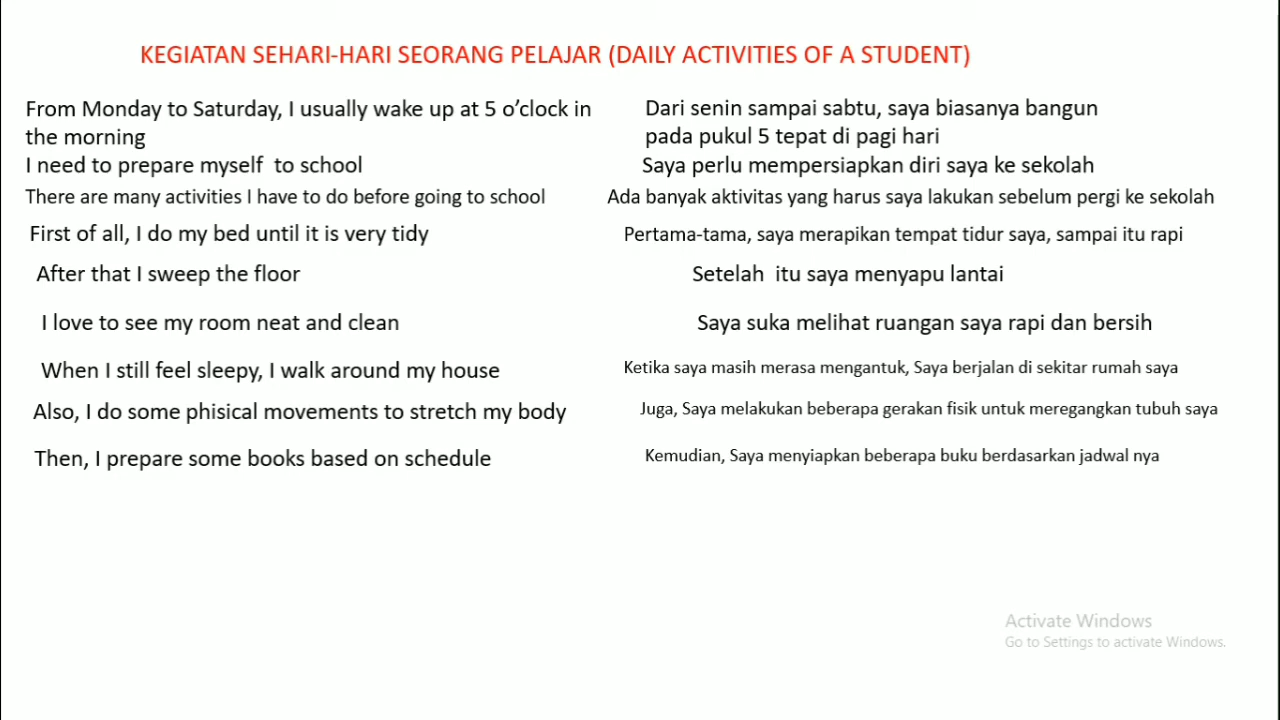 KEGIATAN SEHARI-HARI SEORANG PELAJAR (DAILY ACTIVITIES OF A STUDENT)
From Monday to Saturday, I usually wake up at 5 o’clock in
the morning
Dari senin sampai sabtu, saya biasanya bangun
pada pukul 5 tepat di pagi hari
I need to prepare myself to school
Saya perlu mempersiapkan diri saya ke sekolah
There are many activities I have to do before going to school
Ada banyak aktivitas yang harus saya lakukan sebelum pergi ke sekolah
First of all, I do my bed until it is very tidy
Pertama-tama, saya merapikan tempat tidur saya, sampai itu rapi
After that I sweep the floor
Setelah itu saya menyapu lantai
I love to see my room neat and clean
Saya suka melihat ruangan saya rapi dan bersih
When I still feel sleepy, I walk around my house
Ketika saya masih merasa mengantuk, Saya berjalan di sekitar rumah saya
Also, I do some phisical movements to stretch my body
Juga, Saya melakukan beberapa gerakan fisik untuk meregangkan tubuh saya
Then, I prepare some books based on schedule
Kemudian, Saya menyiapkan beberapa buku berdasarkan jadwal nya
Activate Windows
Go to Settings to activate Windows.